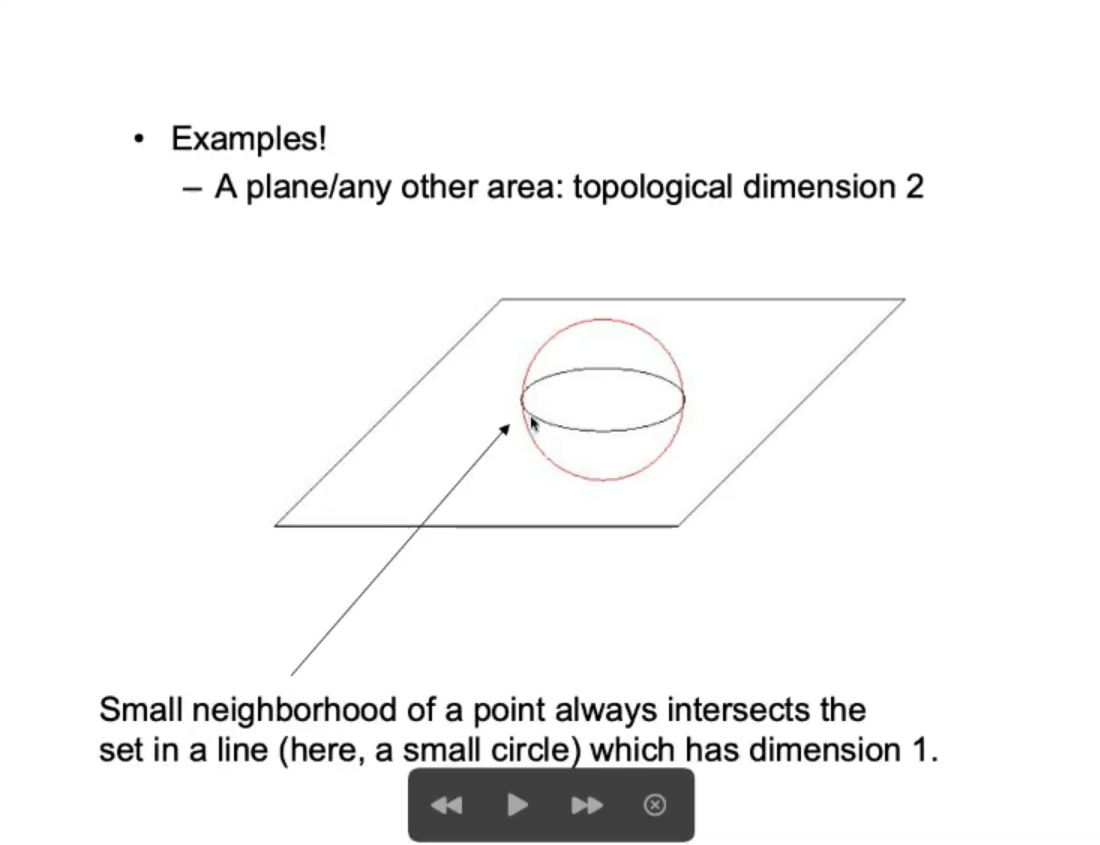 • Examples!
– A plane/any other area: topological dimension 2
Small neighborhood of a point always intersects the
set in a line (here, a small circle) which has dimension 1.